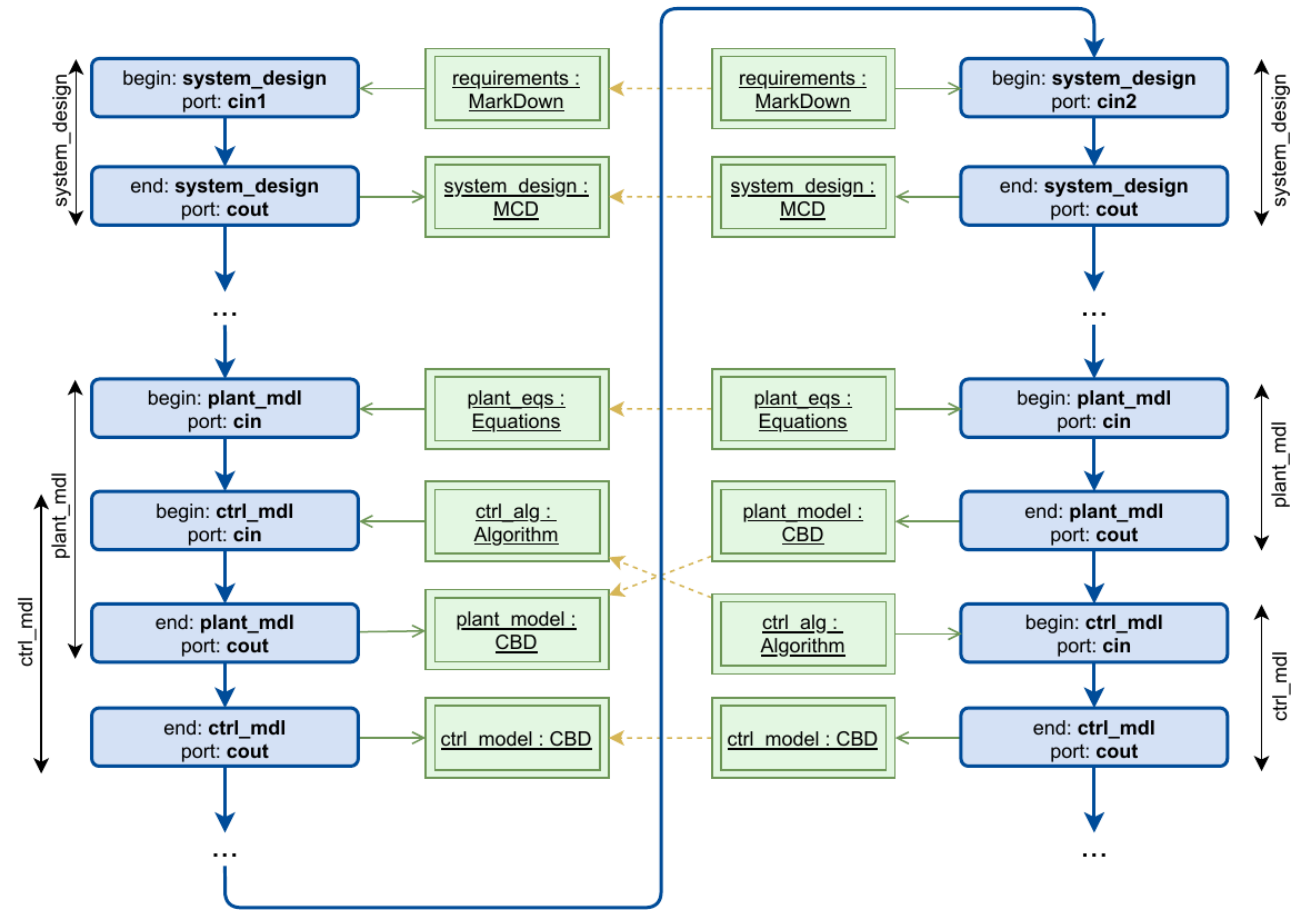 system_design
begin: system_design
port: cin1
requirements :
MarkDown
requirements :
MarkDown
begin: system_design
port: cin2
system_design
end: system_design
port: cout
system_design :
MCD
system_design :
MCD
end: system_design
port: cout
...
...
begin: plant_mdl
port: cin
plant_eqs :
Equations
plant_eqs :
Equations
begin: plant_mdl
port: cin
plant_mdl
plant_mdl
begin: ctrl_mdl
port: cin
ctrl_alg :
Algorithm
plant_model :
CBD
end: plant_mdl
port: cout
ctrl_mdl
end: plant_mdl
port: cout
plant_model :
CBD
ctrl_alg :
Algorithm
begin: ctrl_mdl
port: cin
ctrl_mdl
end: ctrl_mdl
port: cout
ctrl_model : CBD
ctrl_model : CBD
end: ctrl_mdl
port: cout
...
...